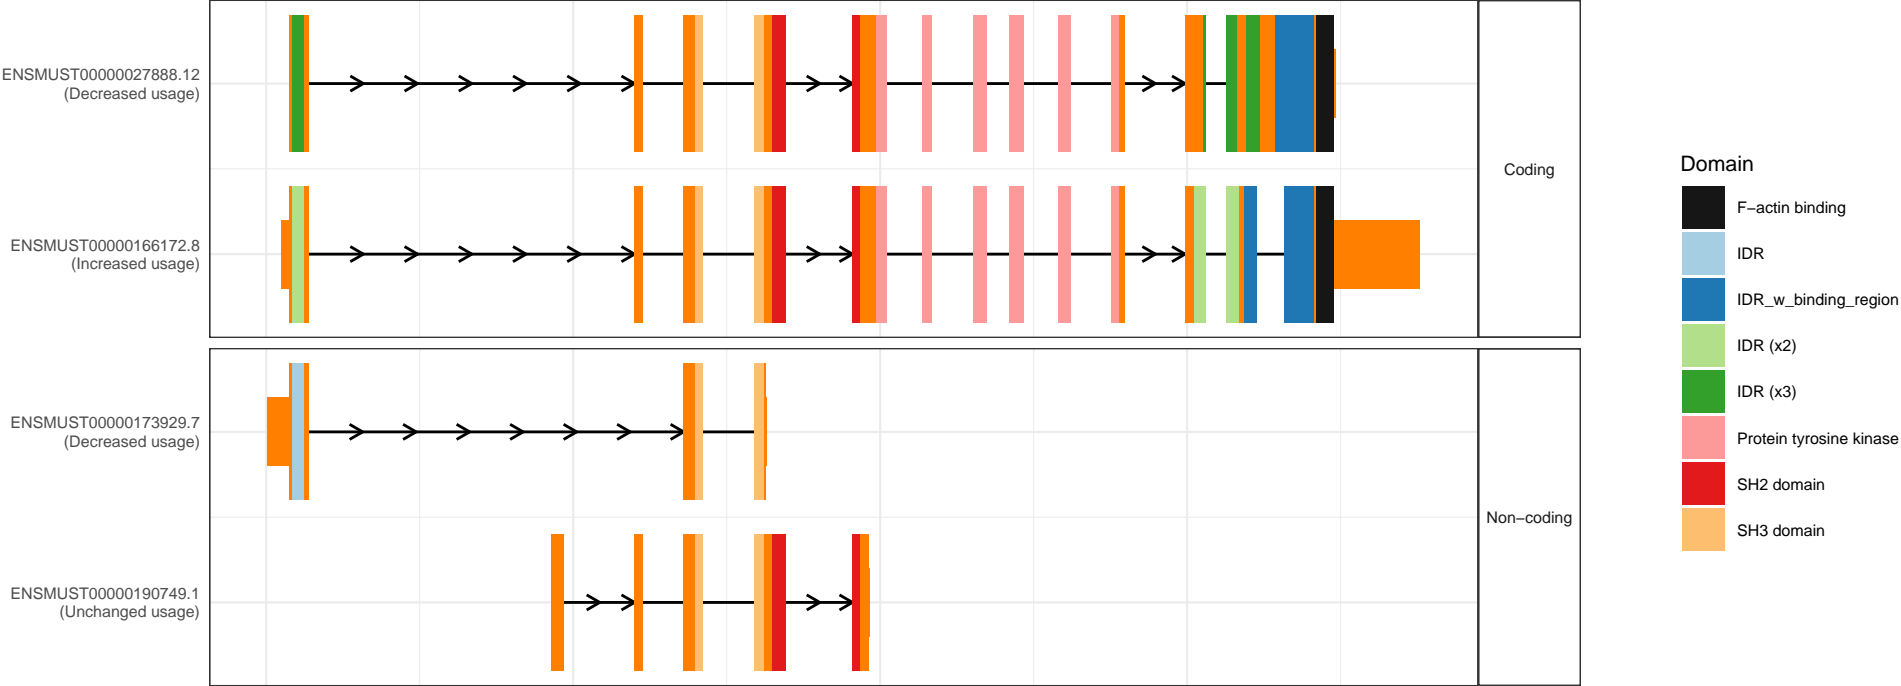 ENSMUST00000027888.12
(Decreased usage)
ENSMUST00000166172.8
(Increased usage)
Coding
ENSMUST00000173929.7
(Decreased usage)
ENSMUST00000190749.1
(Unchanged usage)
Non−coding
Domain
F−actin binding
IDR
IDR_w_binding_region
IDR (x2)
IDR (x3)
Protein tyrosine kinase
SH2 domain
SH3 domain